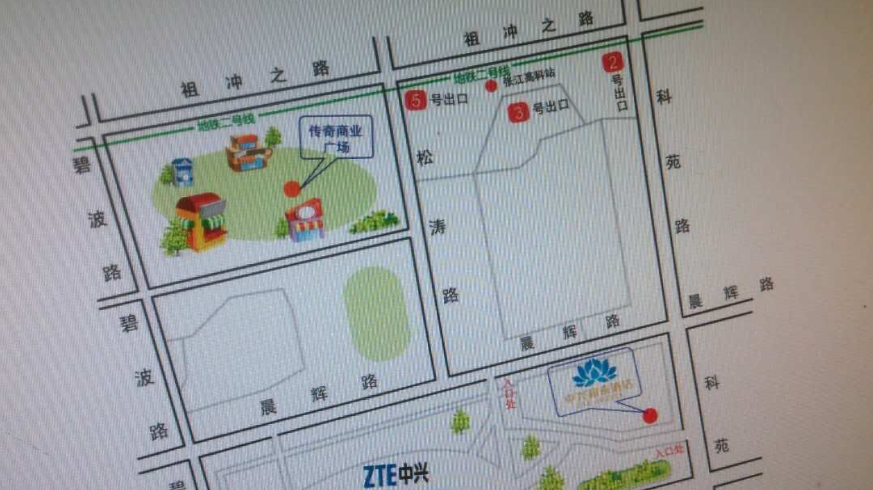 祖冲之路
祖冲之路
地铁二号线
地铁二号线
张江高科站
5号出口
3号出口
2号出口
传奇商业
广场
碧波路
松涛路
科苑路
晨辉路
晨辉路
晨辉路
碧波路
科苑
入口处
入口处
ZTE中兴
碧